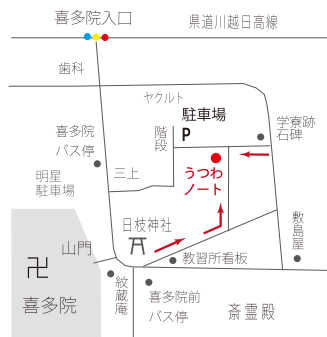 喜多院入口
県道川越日高線
歯科
ヤクルト
駐車場
P
階段
学寮跡
石碑
喜多院
バス停
三上
うつわ
ノート
明星
駐車場
日枝神社
敷島屋
山門
教習所看板
卍
喜多院
紋蔵庵
喜多院前
バス停
斎霊殿